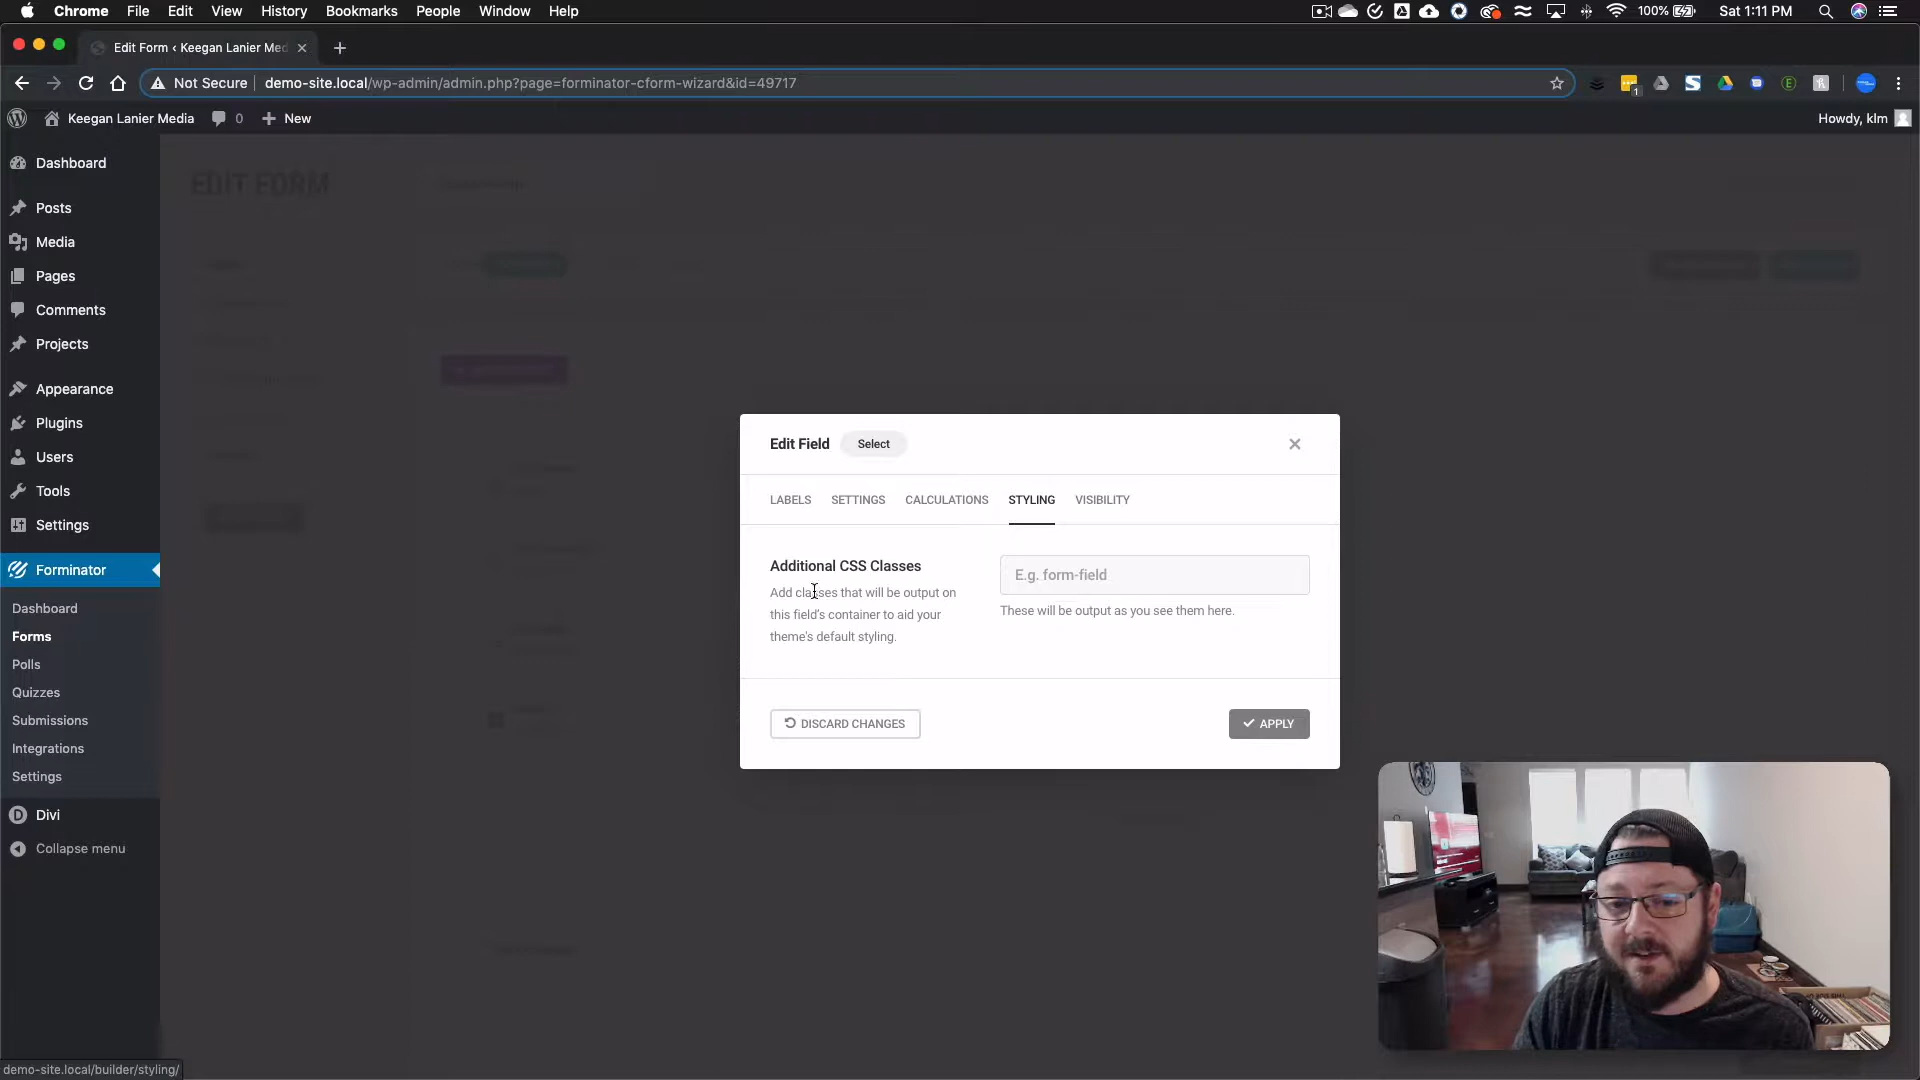 Chrome File Edit View History Bookmarks People Window Help 100% Sat 1:11 PM
Edit Form ‹ Keegan Lanier Med
Not Secure demo-site.local/wp-admin/admin.php?page=forminator-cform-wizard&id=49717
Keegan Lanier Media 0 New Howdy, klm
Dashboard
Posts
Media
Pages
Comments
Projects
Appearance
Plugins
Users
Tools
Settings
Forminator
Dashboard
Forms
Polls
Quizzes
Submissions
Integrations
Settings
Divi
Collapse menu
EDIT FORM
Edit Field Select
LABELS SETTINGS CALCULATIONS STYLING VISIBILITY
Additional CSS Classes
Add classes that will be output on
this field's container to aid your
theme's default styling.
E.g. form-field
These will be output as you see them here.
DISCARD CHANGES
APPLY
demo-site.local/builder/styling/